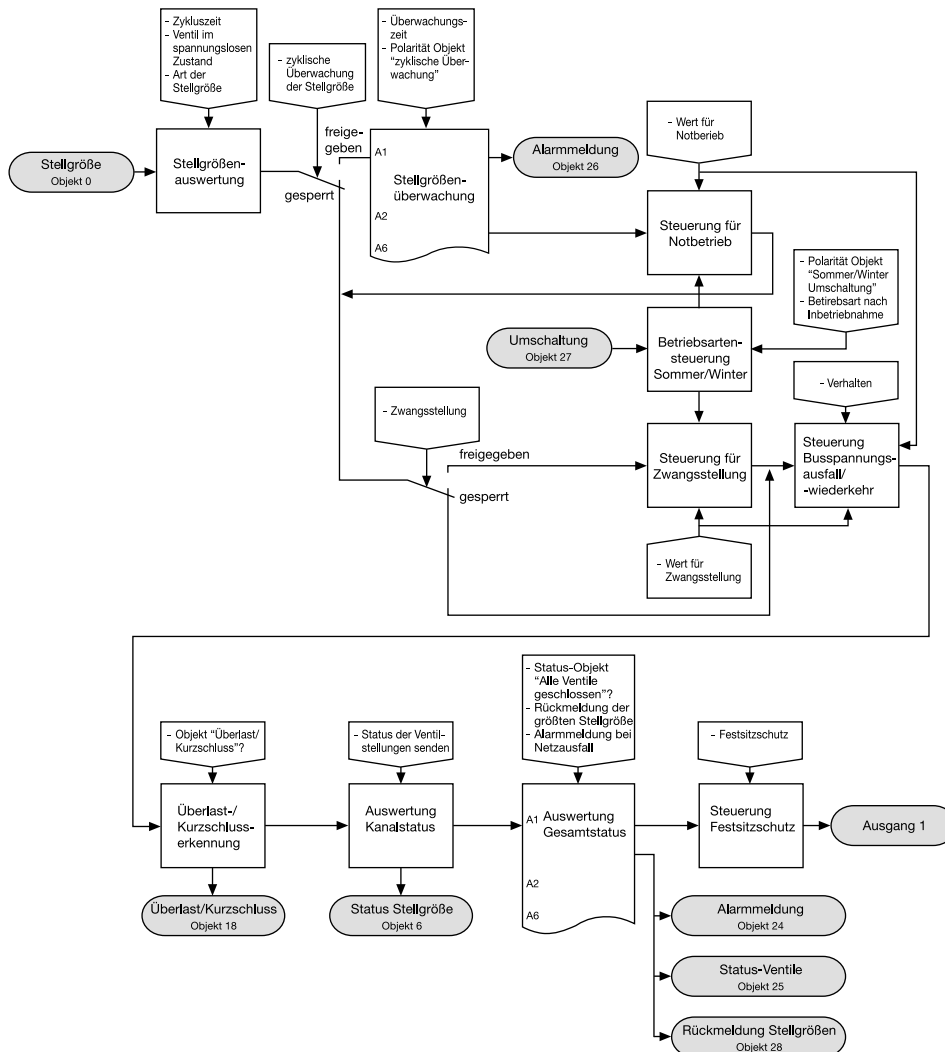 - Zykluszeit
- Ventil im
spannungslosen
Zustand
- Art der
Stellgröße
- zyklische
Überwachung
der Stellgröße
- Überwachungs-
zeit
- Polarität Objekt
“zyklische Über-
wachung”
- Wert für
Notberieb
Stellgröße
Objekt 0
Stellgrößen-
auswertung
freige-
geben
gesperrt
A1
Stellgrößen-
überwachung
A2
A6
Alarmmeldung
Objekt 26
Steuerung für
Notbetrieb
- Polarität Objekt
“Sommer/Winter
Umschaltung”
- Betirebsart nach
Inbetriebnahme
Umschaltung
Objekt 27
Betriebsarten-
steuerung
Sommer/Winter
- Verhalten
- Zwangsstellung
freigegeben
gesperrt
Steuerung für
Zwangsstellung
Steuerung
Busspannungs-
ausfall/
-wiederkehr
- Wert für
Zwangsstellung
- Objekt “Überlast/
Kurzschluss”?
- Status der Ventil-
stellungen senden
- Status-Objekt
“Alle Ventile
geschlossen”?
- Rückmeldung der
größten Stellgröße
- Alarmmeldung bei
Netzausfall
- Festsitzschutz
Überlast-/
Kurzschluss-
erkennung
Auswertung
Kanalstatus
A1
Auswertung
Gesamtstatus
A2
A6
Steuerung
Festsitzschutz
Ausgang 1
Überlast/Kurzschluss
Objekt 18
Status Stellgröße
Objekt 6
Alarmmeldung
Objekt 24
Status-Ventile
Objekt 25
Rückmeldung Stellgrößen
Objekt 28